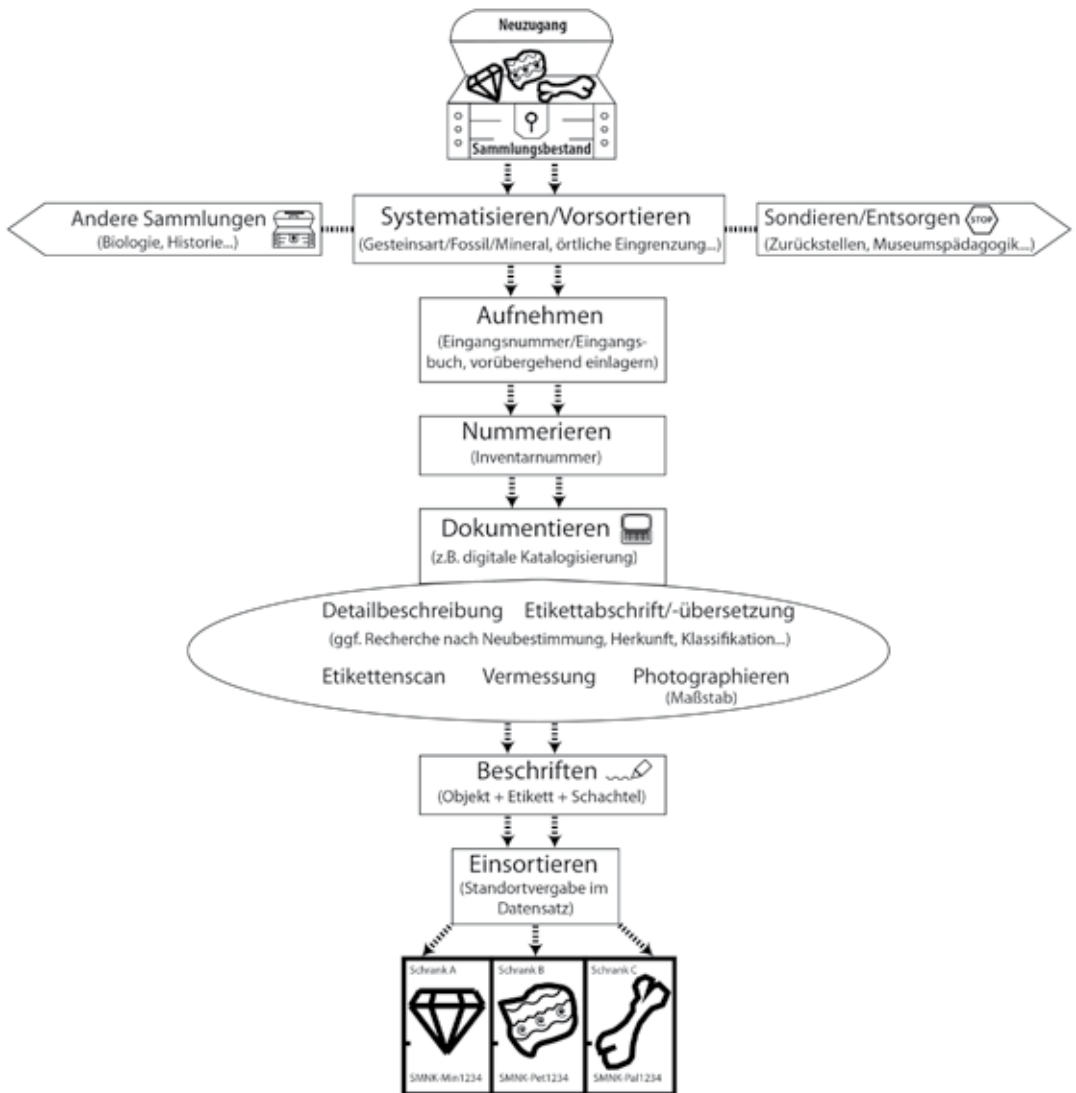 Neuzugang
Sammlungsbestand
Andere Sammlungen
(Biologie, Historie...)
Systematisieren/Vorsortieren
(Gesteinsart/Fossil/Mineral, örtliche Eingrenzung...)
Sondieren/Entsorgen
STOP
(Zurückstellen, Museumspädagogik...)
Aufnehmen
(Eingangsnummer/Eingangs-
buch, vorübergehend einlagern)
Nummerieren
(Inventarnummer)
Dokumentieren
(z.B. digitale Katalogisierung)
Detailbeschreibung Etikettabschrift/-übersetzung
(ggf. Recherche nach Neubestimmung, Herkunft, Klassifikation...)
Etikettenscan Vermessung Photographieren
(Maßstab)
Beschriften
(Objekt + Etikett + Schachtel)
Einsortieren
(Standortvergabe im
Datensatz)
Schrank A Schrank B Schrank C
SMNK-Min1234 SMNK-Pet1234 SMNK-Pal1234